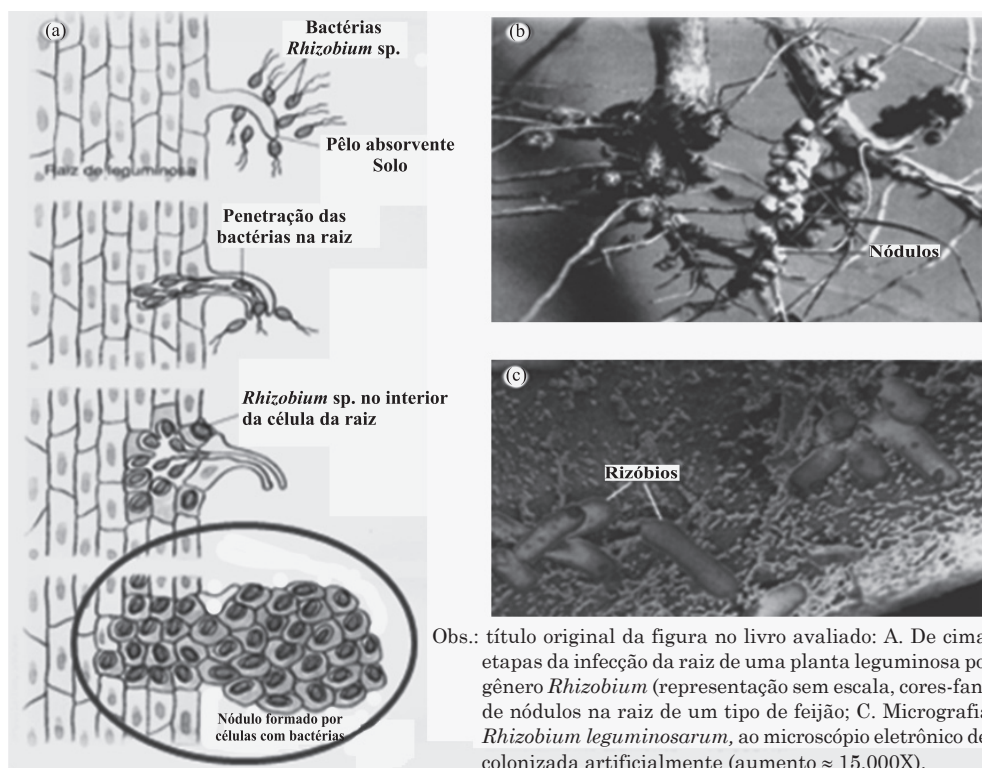 (a)
Bactérias
Rhizobium sp.
Pêlo absorvente
Solo
Raiz de leguminosa
Penetração das
bactérias na raiz
Rhizobium sp. no interior
da célula da raiz
Nódulo formado por
células com bactérias
(b)
Nódulos
(c)
Rizóbios
Obs.: título original da figura no livro avaliado: A. De cima
etapas da infecção da raiz de uma planta leguminosa po
gênero Rhizobium (representação sem escala, cores-fan
de nódulos na raiz de um tipo de feijão; C. Micrografia
Rhizobium leguminosarum, ao microscópio eletrônico de
colonizada artificialmente (aumento ≈ 15.000X).